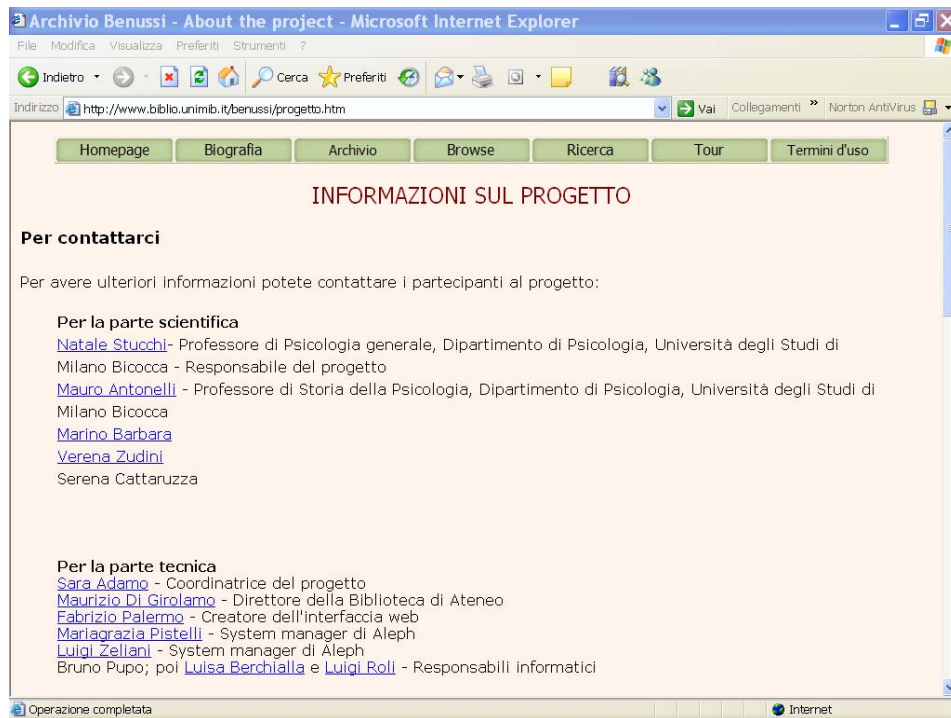 Archivio Benussi - About the project - Microsoft Internet Explorer
File Modifica Visualizza Preferiti Strumenti ?
Indietro Cerca Preferiti
Indirizzo http://www.biblio.unimib.it/benussi/progetto.htm Vai Collegamenti » Norton AntiVirus
Homepage Biografia Archivio Browse Ricerca Tour Termini d'uso
INFORMAZIONI SUL PROGETTO
Per contattarci
Per avere ulteriori informazioni potete contattare i partecipanti al progetto:
Per la parte scientifica
Natale Stucchi- Professore di Psicologia generale, Dipartimento di Psicologia, Università degli Studi di
Milano Bicocca - Responsabile del progetto
Mauro Antonelli - Professore di Storia della Psicologia, Dipartimento di Psicologia, Università degli Studi di
Milano Bicocca
Marino Barbara
Verena Zudini
Serena Cattaruzza
Per la parte tecnica
Sara Adamo - Coordinatrice del progetto
Maurizio Di Girolamo - Direttore della Biblioteca di Ateneo
Fabrizio Palermo - Creatore dell'interfaccia web
Mariagrazia Pistelli - System manager di Aleph
Luigi Zeliani - System manager di Aleph
Bruno Pupo; poi Luisa Berchialla e Luigi Roli - Responsabili informatici
Operazione completata Internet